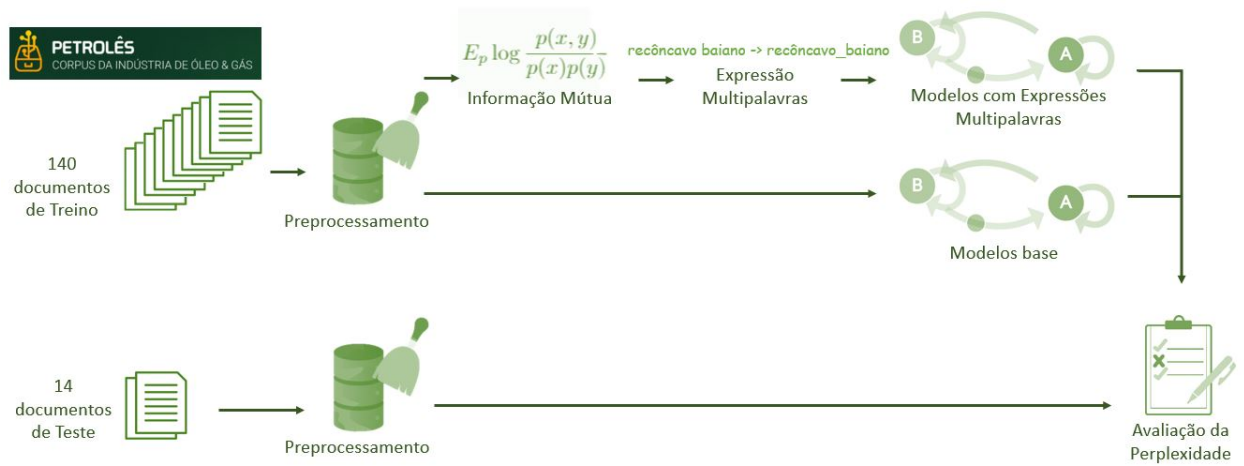 PETROLÊS
CORPUS DA INDÚSTRIA DE ÓLEO & GÁS
140
documentos
de Treino
Preprocessamento
E_p log p(x, y) / p(x)p(y)
Informação Mútua
recôncavo baiano -> recôncavo_baiano
Expressão
Multipalavras
B
A
Modelos com Expressões
Multipalavras
B
A
Modelos base
14
documentos
de Teste
Preprocessamento
Avaliação da
Perplexidade